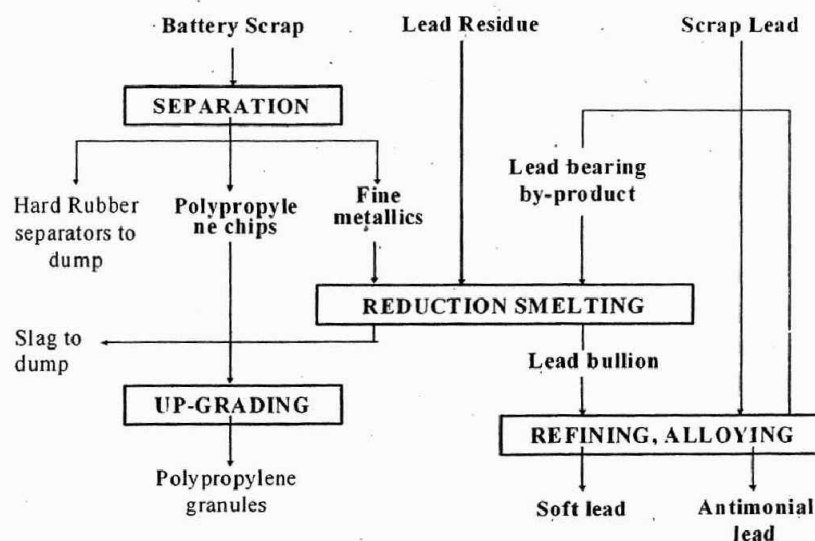 Battery Scrap
Lead Residue
Scrap Lead
SEPARATION
Hard Rubber
separators to
dump
Polypropyle
ne chips
Fine
metallics
Lead bearing
by-product
REDUCTION SMELTING
Slag to
dump
Lead bullion
UP-GRADING
REFINING, ALLOYING
Polypropylene
granules
Soft lead
Antimonial
lead